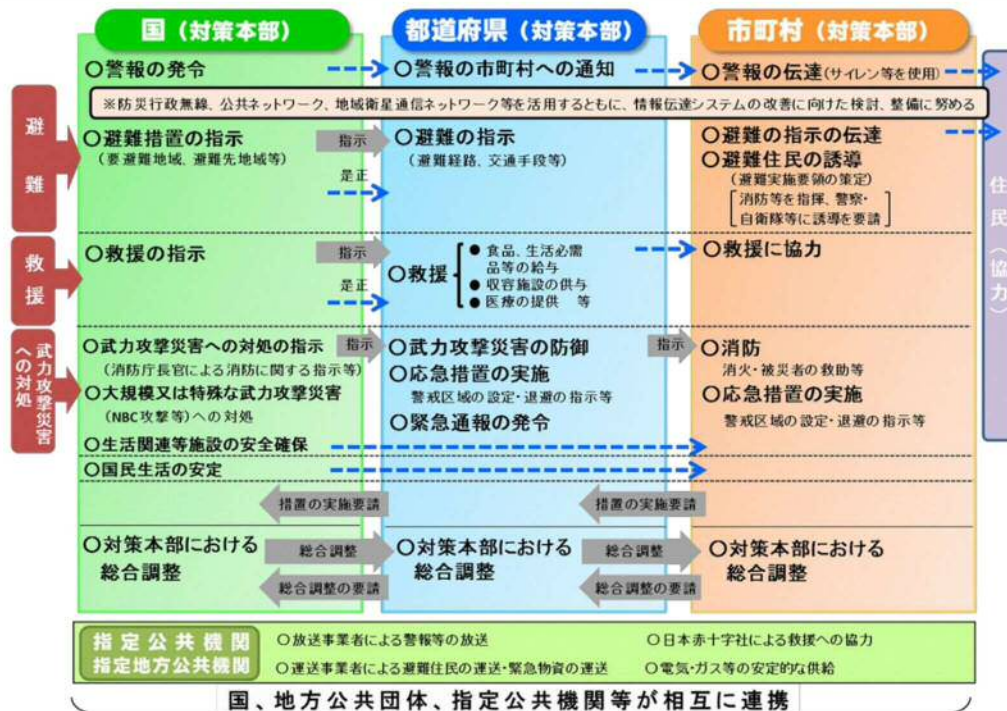 国（対策本部）
都道府県（対策本部）
市町村（対策本部）
〇警報の発令
〇警報の市町村への通知
〇警報の伝達(サイレン等を使用)
※防災行政無線、公共ネットワーク、地域衛星通信ネットワーク等を活用するともに、情報伝達システムの改善に向けた検討、整備に努める
避難
〇避難措置の指示
（要避難地域、避難先地域等）
指示
是正
〇避難の指示
（避難経路、交通手段等）
〇避難の指示の伝達
〇避難住民の誘導
（避難実施要領の策定）
消防等を指揮、警察・
自衛隊等に誘導を要請
住民（協力）
救援
〇救援の指示
指示
是正
〇救援
● 食品、生活必需
品等の給与
● 収容施設の供与
● 医療の提供　等
〇救援に協力
武力攻撃災害
への対処
〇武力攻撃災害への対処の指示
（消防庁長官による消防に関する指示等）
指示
〇大規模又は特殊な武力攻撃災害
（NBC攻撃等）への対処
〇武力攻撃災害の防御
〇応急措置の実施
警戒区域の設定・退避の指示等
〇緊急通報の発令
指示
〇消防
消火・被災者の救助等
〇応急措置の実施
警戒区域の設定・退避の指示等
〇生活関連等施設の安全確保
〇国民生活の安定
措置の実施要請
措置の実施要請
〇対策本部における
総合調整
総合調整
総合調整の要請
〇対策本部における
総合調整
総合調整
総合調整の要請
〇対策本部における
総合調整
指定公共機関
指定地方公共機関
〇放送事業者による警報等の放送
〇日本赤十字社による救援への協力
〇運送事業者による避難住民の運送・緊急物資の運送
〇電気・ガス等の安定的な供給
国、地方公共団体、指定公共機関等が相互に連携